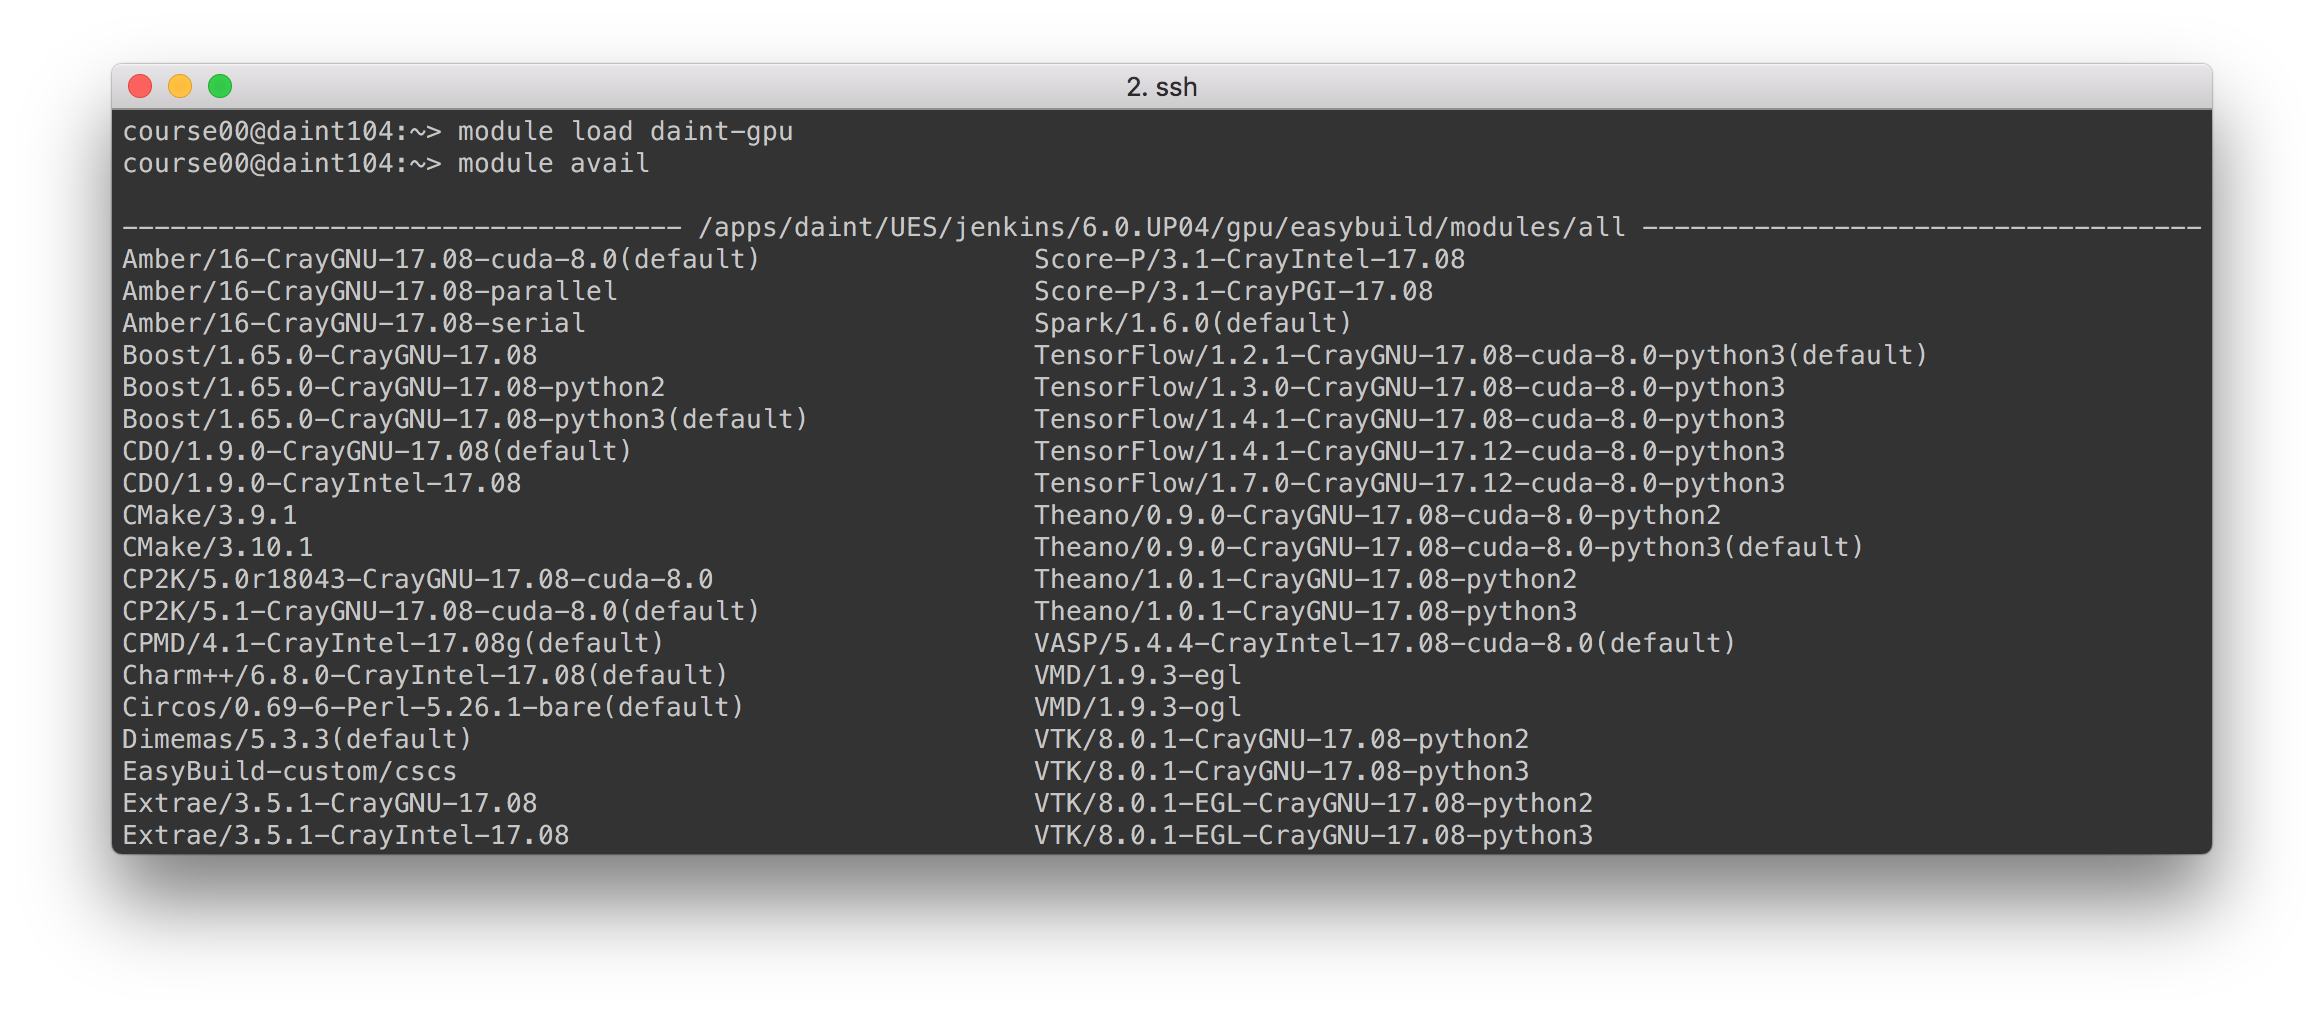 2. ssh
course00@daint104:~> module load daint-gpu
course00@daint104:~> module avail
----------------------------------- /apps/daint/UES/jenkins/6.0.UP04/gpu/easybuild/modules/all -----------------------------------
Amber/16-CrayGNU-17.08-cuda-8.0(default) Score-P/3.1-CrayIntel-17.08
Amber/16-CrayGNU-17.08-parallel Score-P/3.1-CrayPGI-17.08
Amber/16-CrayGNU-17.08-serial Spark/1.6.0(default)
Boost/1.65.0-CrayGNU-17.08 TensorFlow/1.2.1-CrayGNU-17.08-cuda-8.0-python3(default)
Boost/1.65.0-CrayGNU-17.08-python2 TensorFlow/1.3.0-CrayGNU-17.08-cuda-8.0-python3
Boost/1.65.0-CrayGNU-17.08-python3(default) TensorFlow/1.4.1-CrayGNU-17.08-cuda-8.0-python3
CDO/1.9.0-CrayGNU-17.08(default) TensorFlow/1.4.1-CrayGNU-17.12-cuda-8.0-python3
CDO/1.9.0-CrayIntel-17.08 TensorFlow/1.7.0-CrayGNU-17.12-cuda-8.0-python3
CMake/3.9.1 Theano/0.9.0-CrayGNU-17.08-cuda-8.0-python2
CMake/3.10.1 Theano/0.9.0-CrayGNU-17.08-cuda-8.0-python3(default)
CP2K/5.0r18043-CrayGNU-17.08-cuda-8.0 Theano/1.0.1-CrayGNU-17.08-python2
CP2K/5.1-CrayGNU-17.08-cuda-8.0(default) Theano/1.0.1-CrayGNU-17.08-python3
CPMD/4.1-CrayIntel-17.08g(default) VASP/5.4.4-CrayIntel-17.08-cuda-8.0(default)
Charm++/6.8.0-CrayIntel-17.08(default) VMD/1.9.3-egl
Circos/0.69-6-Perl-5.26.1-bare(default) VMD/1.9.3-ogl
Dimemas/5.3.3(default) VTK/8.0.1-CrayGNU-17.08-python2
EasyBuild-custom/cscs VTK/8.0.1-CrayGNU-17.08-python3
Extrae/3.5.1-CrayGNU-17.08 VTK/8.0.1-EGL-CrayGNU-17.08-python2
Extrae/3.5.1-CrayIntel-17.08 VTK/8.0.1-EGL-CrayGNU-17.08-python3